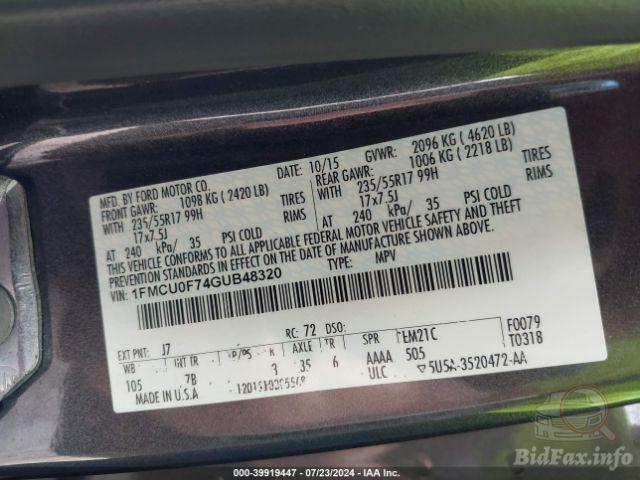 MFD. BY FORD MOTOR CO.
DATE: 10/15 GVWR: 2096 KG ( 4620 LB)
FRONT GAWR: 1098 KG ( 2420 LB) REAR GAWR: 1006 KG ( 2218 LB)
WITH 235/55R17 99H TIRES WITH 235/55R17 99H TIRES
17x7.5J RIMS 17x7.5J RIMS
AT 240 kPa/ 35 PSI COLD AT 240 kPa/ 35 PSI COLD
THIS VEHICLE CONFORMS TO ALL APPLICABLE FEDERAL MOTOR VEHICLE SAFETY AND THEFT
PREVENTION STANDARDS IN EFFECT ON THE DATE OF MANUFACTURE SHOWN ABOVE.
VIN: 1FMCU0F74GUB48320 TYPE: MPV
EXT PNT: J7 RC: 72 DSO: F0079
WB INT TR TP/PS R AXLE TR SPR T0318
105 7B 3 35 6 AAAA 505
MADE IN U.S.A. ULC 5U5A-3520472-AA
BidFax.info
000-39919447 - 07/23/2024 - IAA Inc.